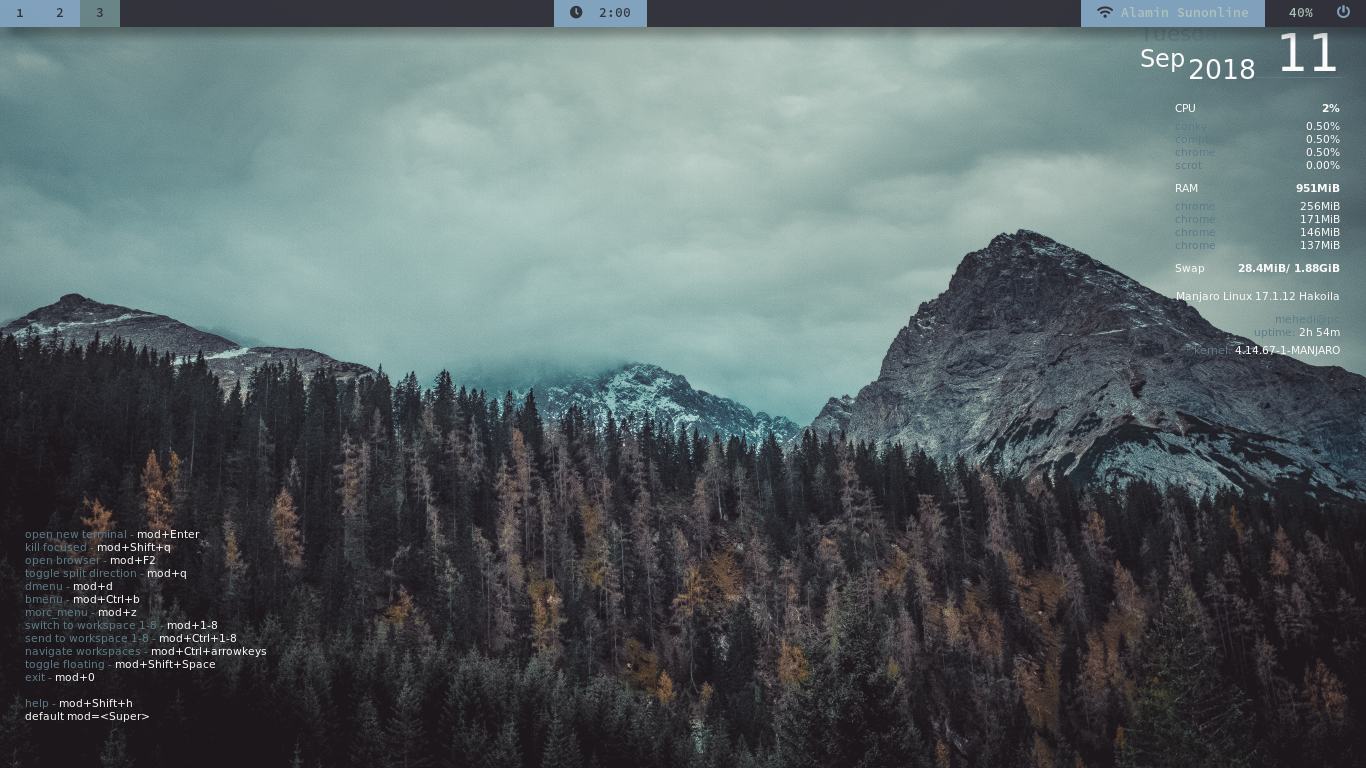 1 2 3 2:00 Alamin Sunonline 40%
Tuesday
Sep 2018 11
CPU 2%
conky 0.50%
compton 0.50%
chrome 0.50%
scrot 0.00%
RAM 951MiB
chrome 256MiB
chrome 171MiB
chrome 146MiB
chrome 137MiB
Swap 28.4MiB/ 1.88GiB
Manjaro Linux 17.1.12 Hakoila
mehedi@pc
uptime: 2h 54m
kernel: 4.14.67-1-MANJARO
open new terminal - mod+Enter
kill focused - mod+Shift+q
open browser - mod+F2
toggle split direction - mod+q
dmenu - mod+d
bmenu - mod+Ctrl+b
morc_menu - mod+z
switch to workspace 1-8 - mod+1-8
send to workspace 1-8 - mod+Ctrl+1-8
navigate workspaces - mod+Ctrl+arrowkeys
toggle floating - mod+Shift+Space
exit - mod+0
help - mod+Shift+h
default mod=<Super>